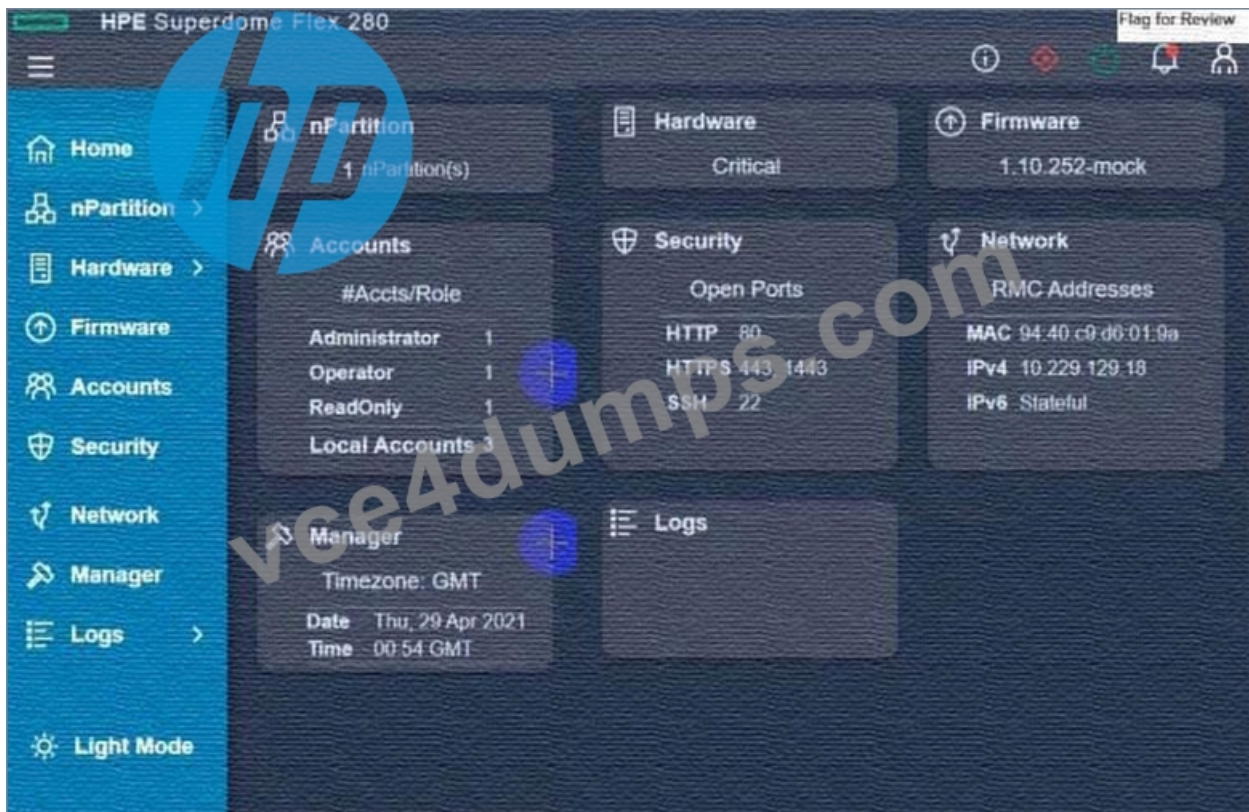 HPE Superdome Flex 280
Flag for Review
hp
Home
nPartition >
Hardware >
Firmware
Accounts
Security
Network
Manager
Logs >
Light Mode
nPartition
1 nPartition(s)
Hardware
Critical
Firmware
1.10.252-mock
Accounts
#Accts/Role
Administrator 1
Operator 1
ReadOnly 1
Local Accounts 3
Security
Open Ports
HTTP 80
HTTPS 443, 1443
SSH 22
Network
RMC Addresses
MAC 94:40:c9:d6:01:9a
IPv4 10.229.129.18
IPv6 Stateful
Manager
Timezone: GMT
Date Thu, 29 Apr 2021
Time 00:54 GMT
Logs
vce4dumps.com